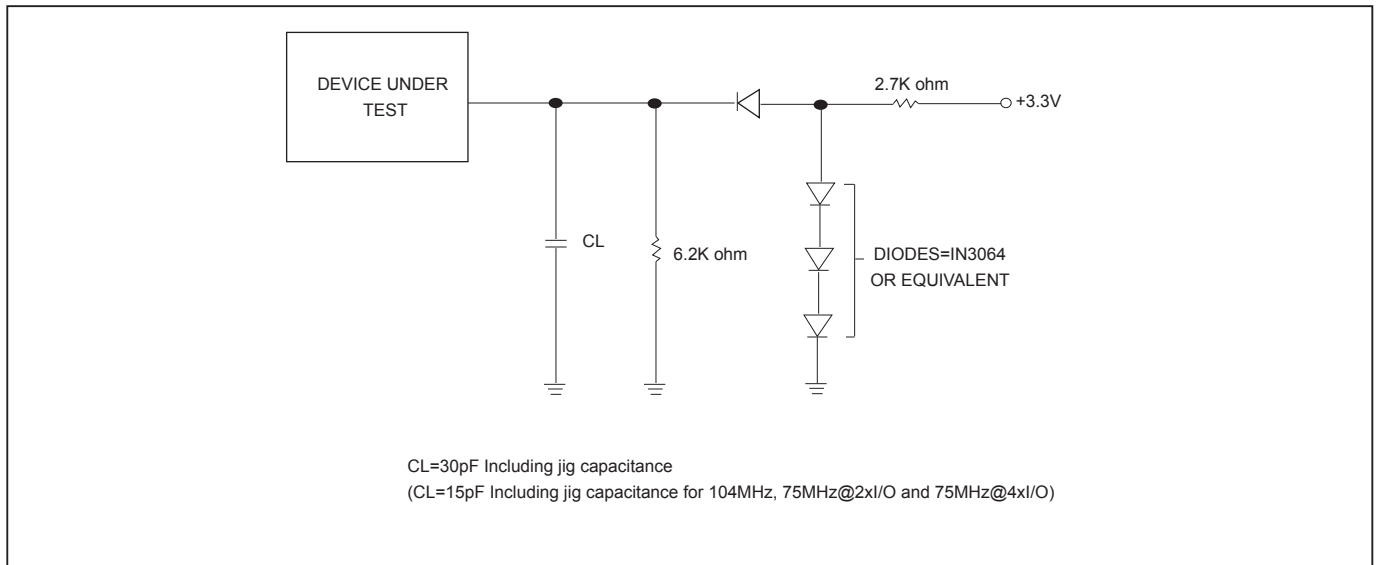 DEVICE UNDER
TEST
2.7K ohm
+3.3V
CL
6.2K ohm
DIODES=IN3064
OR EQUIVALENT
CL=30pF Including jig capacitance
(CL=15pF Including jig capacitance for 104MHz, 75MHz@2xI/O and 75MHz@4xI/O)